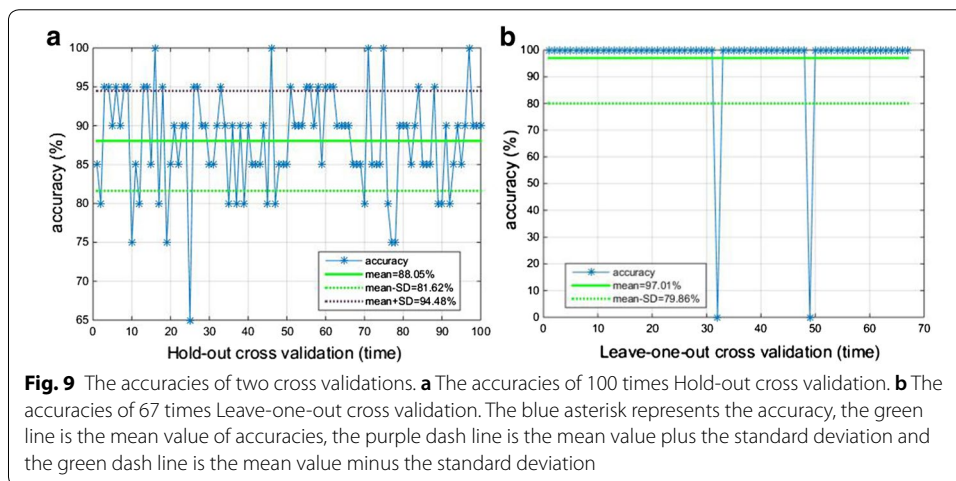 a
accuracy (%)
100
95
90
85
80
75
70
65
0
10
20
30
40
50
60
70
80
90
100
accuracy
mean=88.05%
mean-SD=81.62%
mean+SD=94.48%
Hold-out cross validation (time)
b
accuracy (%)
100
90
80
70
60
50
40
30
20
10
0
0
10
20
30
40
50
60
70
accuracy
mean=97.01%
mean-SD=79.86%
Leave-one-out cross validation (time)
Fig. 9 The accuracies of two cross validations. a The accuracies of 100 times Hold-out cross validation. b The
accuracies of 67 times Leave-one-out cross validation. The blue asterisk represents the accuracy, the green
line is the mean value of accuracies, the purple dash line is the mean value plus the standard deviation and
the green dash line is the mean value minus the standard deviation